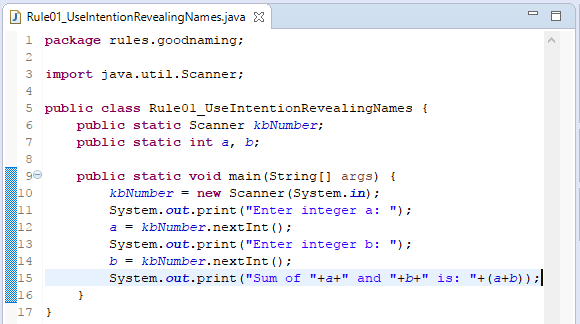 Rule01_UseIntentionRevealingNames.java
1 package rules.goodnaming;
2
3 import java.util.Scanner;
4
5 public class Rule01_UseIntentionRevealingNames {
6     public static Scanner kbNumber;
7     public static int a, b;
8
9     public static void main(String[] args) {
10         kbNumber = new Scanner(System.in);
11         System.out.print("Enter integer a: ");
12         a = kbNumber.nextInt();
13         System.out.print("Enter integer b: ");
14         b = kbNumber.nextInt();
15         System.out.print("Sum of "+a+" and "+b+" is: "+(a+b));
16     }
17 }